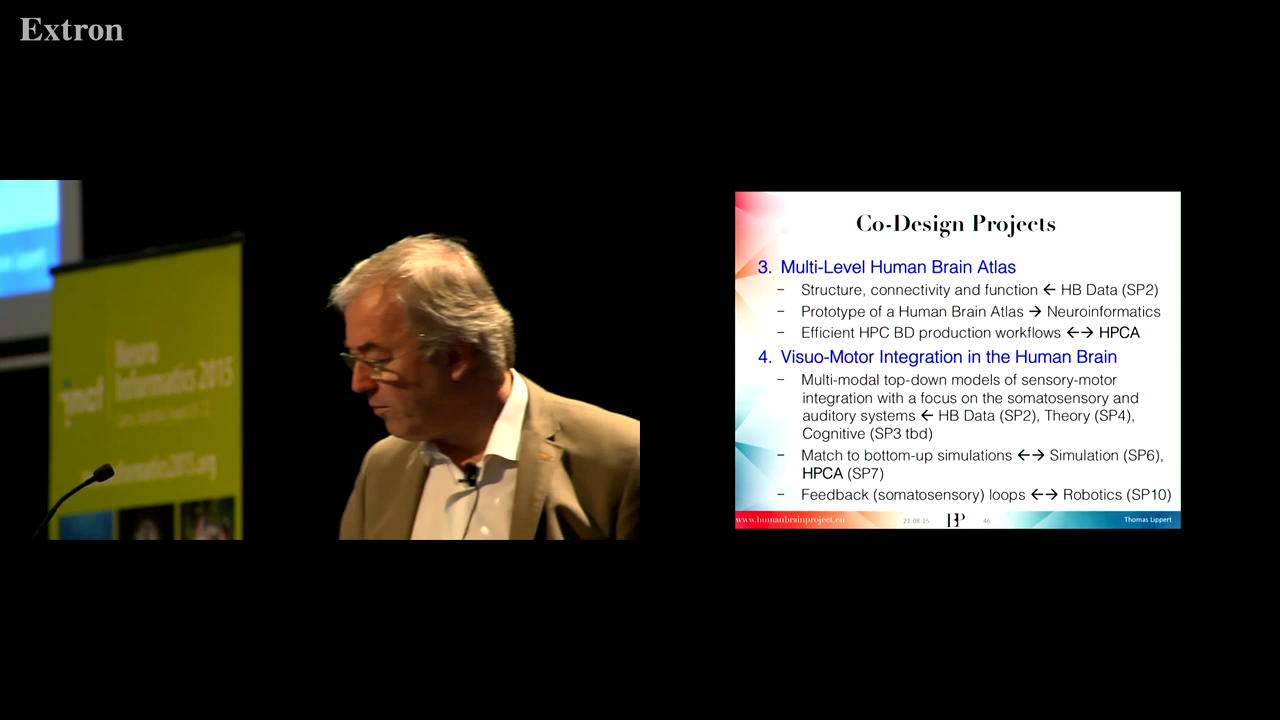 Extron
Neuro
Informatics 2015
incf
Co-Design Projects
3. Multi-Level Human Brain Atlas
– Structure, connectivity and function ← HB Data (SP2)
– Prototype of a Human Brain Atlas → Neuroinformatics
– Efficient HPC BD production workflows ←→ HPCA
4. Visuo-Motor Integration in the Human Brain
– Multi-modal top-down models of sensory-motor
integration with a focus on the somatosensory and
auditory systems ← HB Data (SP2), Theory (SP4),
Cognitive (SP3 tbd)
– Match to bottom-up simulations ←→ Simulation (SP6),
HPCA (SP7)
– Feedback (somatosensory) loops ←→ Robotics (SP10)
www.humanbrainproject.eu
21.08.15
46
Thomas Lippert